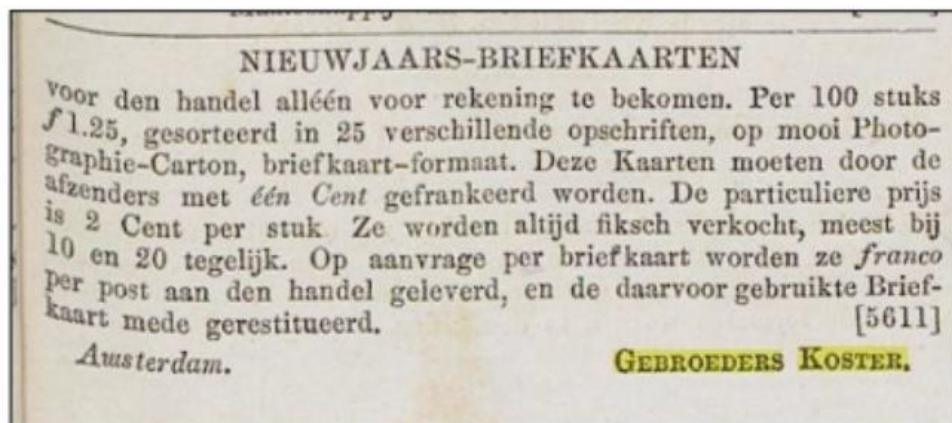 NIEUWJAARS-BRIEFKAARTEN
voor den handel alléén voor rekening te bekomen. Per 100 stuks
f 1.25, gesorteerd in 25 verschillende opschriften, op mooi Photo-
graphie-Carton, briefkaart-formaat. Deze Kaarten moeten door de
afzenders met één Cent gefrankeerd worden. De particuliere prijs
is 2 Cent per stuk Ze worden altijd fiksch verkocht, meest bij
10 en 20 tegelijk. Op aanvrage per briefkaart worden ze franco
per post aan den handel geleverd, en de daarvoor gebruikte Brief-
kaart mede gerestitueerd. [5611]
Amsterdam. GEBROEDERS KOSTER.